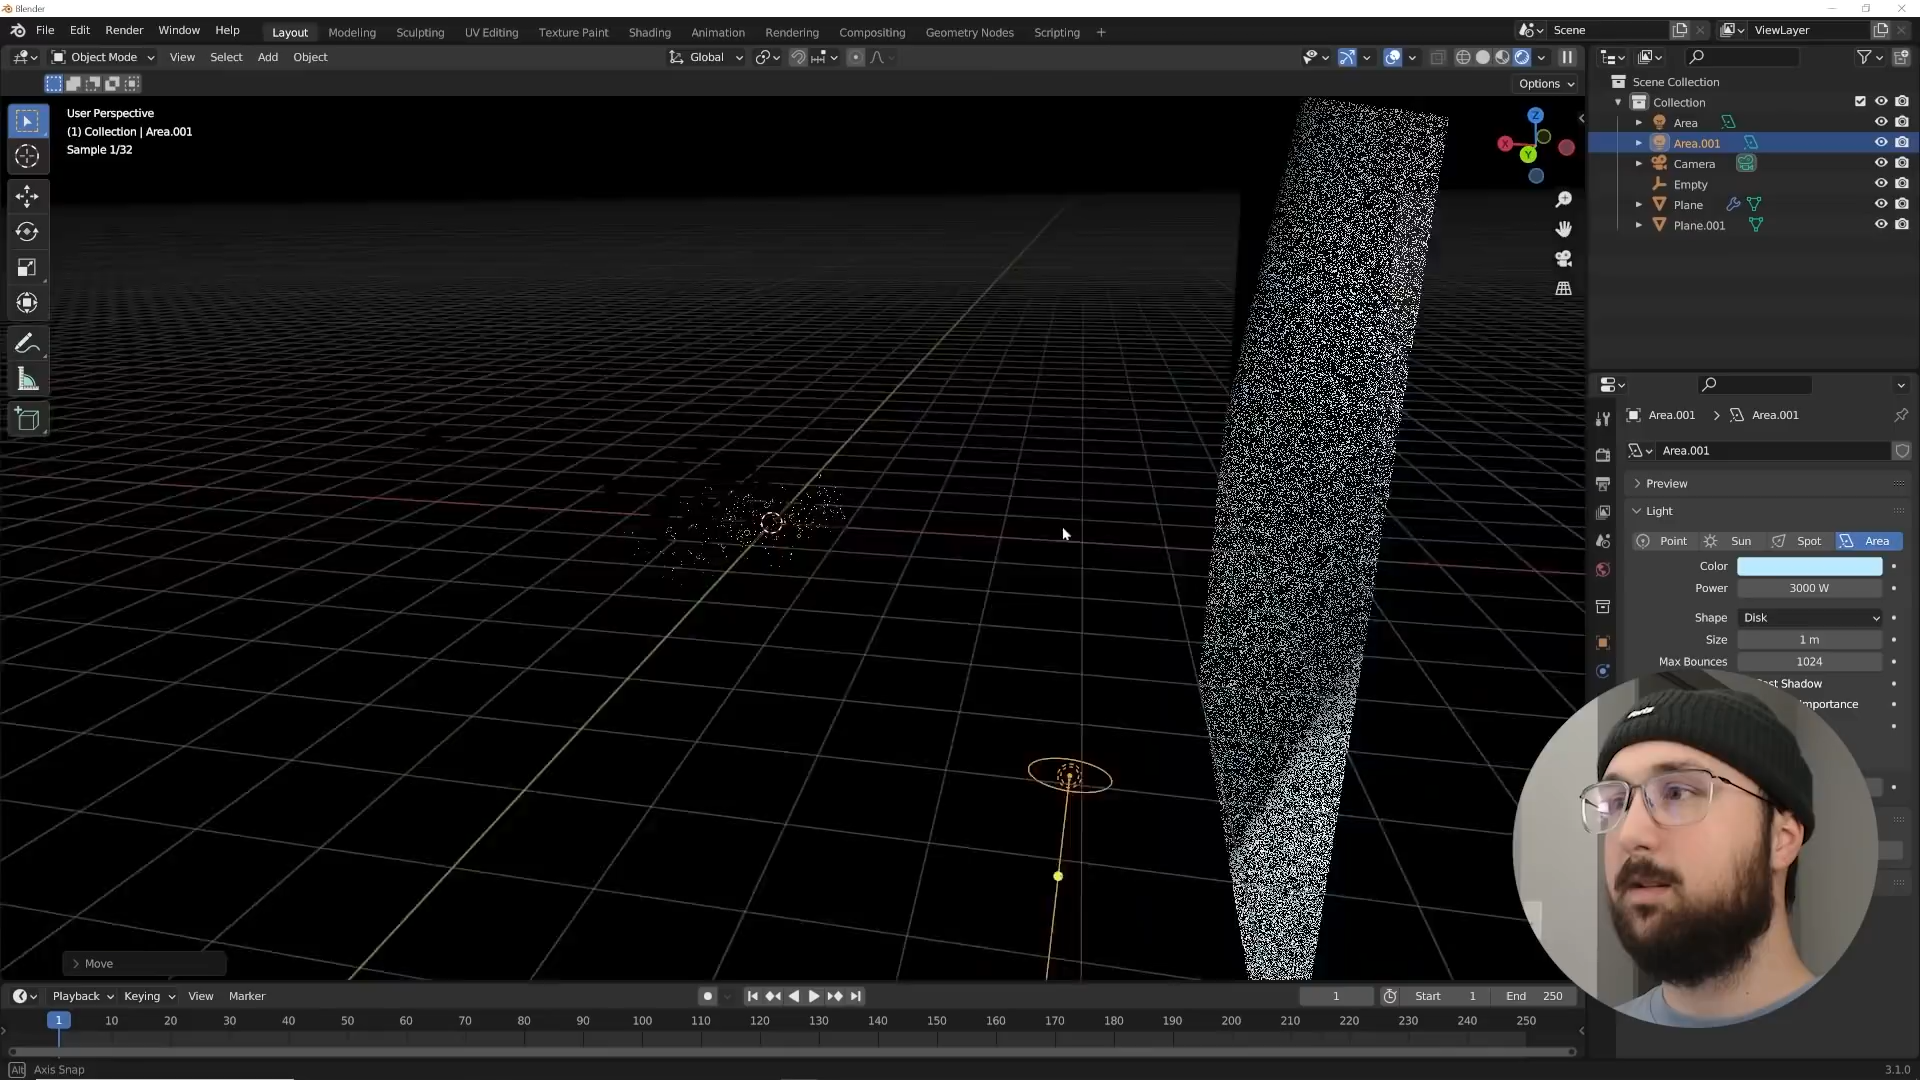 Blender
File Edit Render Window Help
Layout Modeling Sculpting UV Editing Texture Paint Shading Animation Rendering Compositing Geometry Nodes Scripting +
Scene
ViewLayer
Object Mode View Select Add Object
Global
Options
User Perspective
(1) Collection | Area.001
Sample 1/32
Z
X
Y
Scene Collection
Collection
Area
Area.001
Camera
Empty
Plane
Plane.001
Area.001 > Area.001
Area.001
Preview
Light
Point Sun Spot Area
Color
Power 3000 W
Shape Disk
Size 1 m
Max Bounces 1024
Shadow
mportance
Move
Playback Keying View Marker
1 Start 1 End 250
1 10 20 30 40 50 60 70 80 90 100 110 120 130 140 150 160 170 180 190 200 210 220 230 240 250
Alt Axis Snap
3.1.0